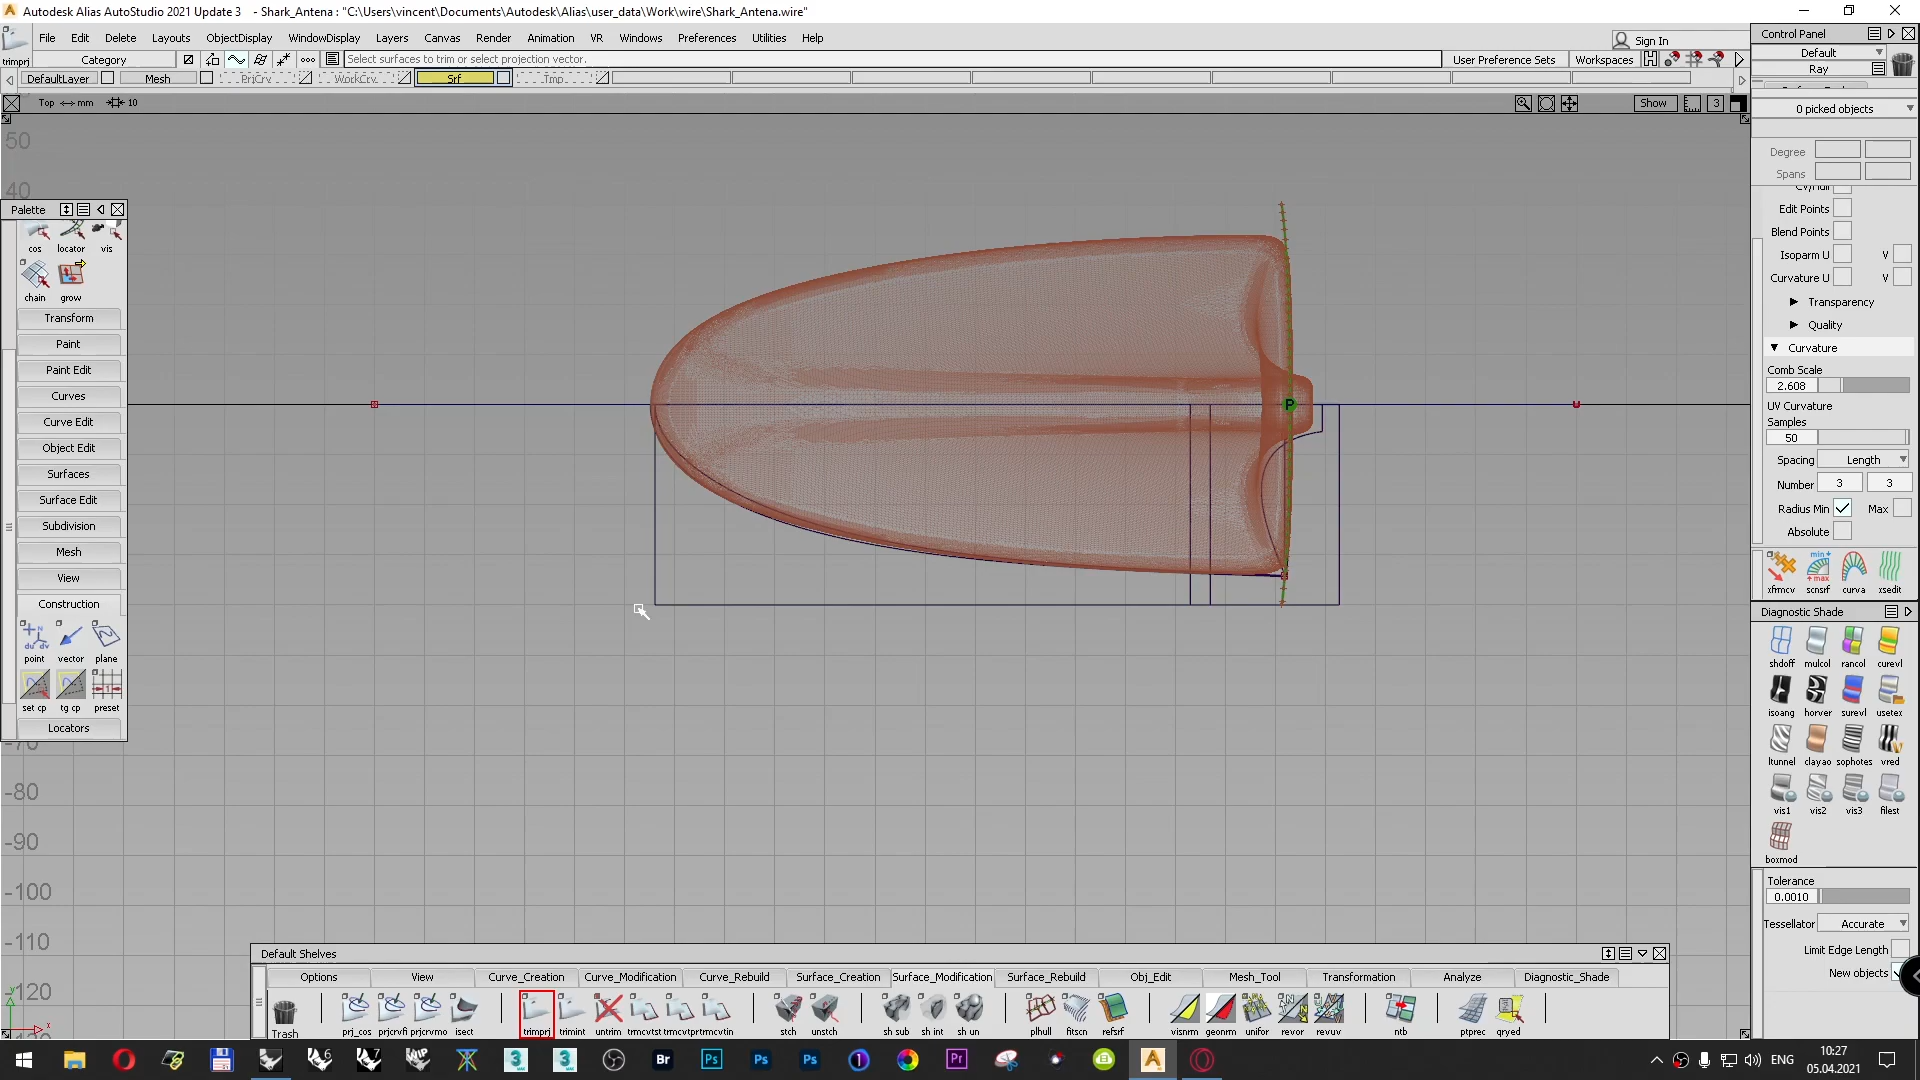 Autodesk Alias AutoStudio 2021 Update 3 - Shark_Antena : "C:\Users\vincent\Documents\Autodesk\Alias\user_data\Work\wire\Shark_Antena.wire"
File Edit Delete Layouts ObjectDisplay WindowDisplay Layers Canvas Render Animation VR Windows Preferences Utilities Help
Sign In
trimprj
Category
Select surfaces to trim or select projection vector.
User Preference Sets
Workspaces
DefaultLayer Mesh PrjCrv WorkCrv Srf Tmp
Top <-> mm 10
Show 3
50
40
-70
-80
-90
-100
-110
-120
P
Palette
cos locator vis
chain grow
Transform
Paint
Paint Edit
Curves
Curve Edit
Object Edit
Surfaces
Surface Edit
Subdivision
Mesh
View
Construction
point vector plane
set cp tg cp preset
Locators
Control Panel
Default
Ray
0 picked objects
Degree
Spans
CV/Hull
Edit Points
Blend Points
Isoparm U V
Curvature U V
Transparency
Quality
Curvature
Comb Scale
2.608
UV Curvature
Samples
50
Spacing Length
Number 3 3
Radius Min Max
Absolute
xfrmcv scnsrf curva xsedit
Diagnostic Shade
shdoff mulcol rancol curevl
isoang horver surevl usetex
ltunnel clayao sophotes vred
vis1 vis2 vis3 filest
boxmod
Tolerance
0.0010
Tessellator Accurate
Limit Edge Length
New objects
Default Shelves
Options View Curve_Creation Curve_Modification Curve_Rebuild Surface_Creation Surface_Modification Surface_Rebuild Obj_Edit Mesh_Tool Transformation Analyze Diagnostic_Shade
Trash prj_cos prjcrvfi prjcrvmo isect trimprj trimint untrim trmcvtst trmcvtpr trmcvtin stch unstch sh sub sh int sh un plhull fitscn refsrf visnrm geonrm unifor revor revuv ntb ptprec qryed
ENG
10:27
05.04.2021